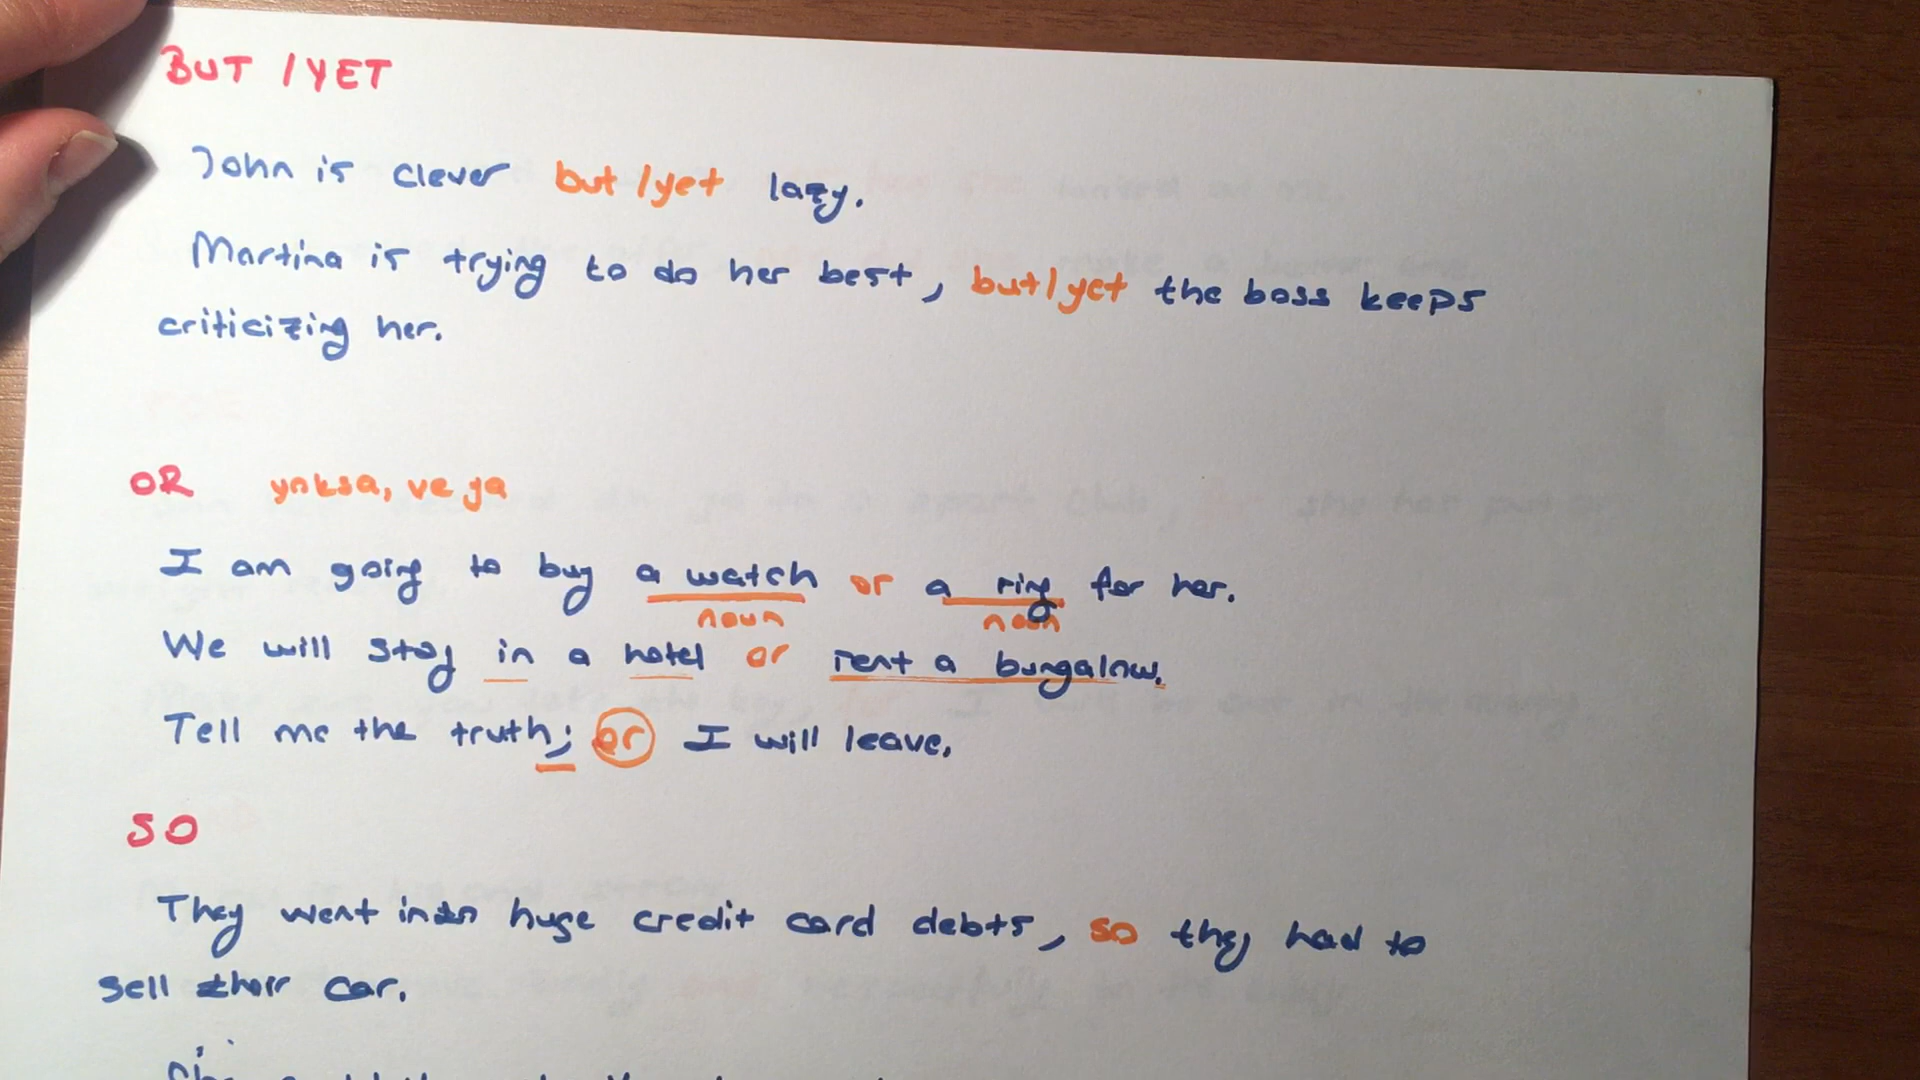 BUT / YET
John is clever but / yet lazy.
Martina is trying to do her best, but / yet the boss keeps
criticizing her.
OR yoksa, veya
I am going to buy a watch or a ring for her.
noun noun
We will stay in a hotel or rent a bungalow.
Tell me the truth; or I will leave.
SO
They went into huge credit card debts, so they had to
sell their car.